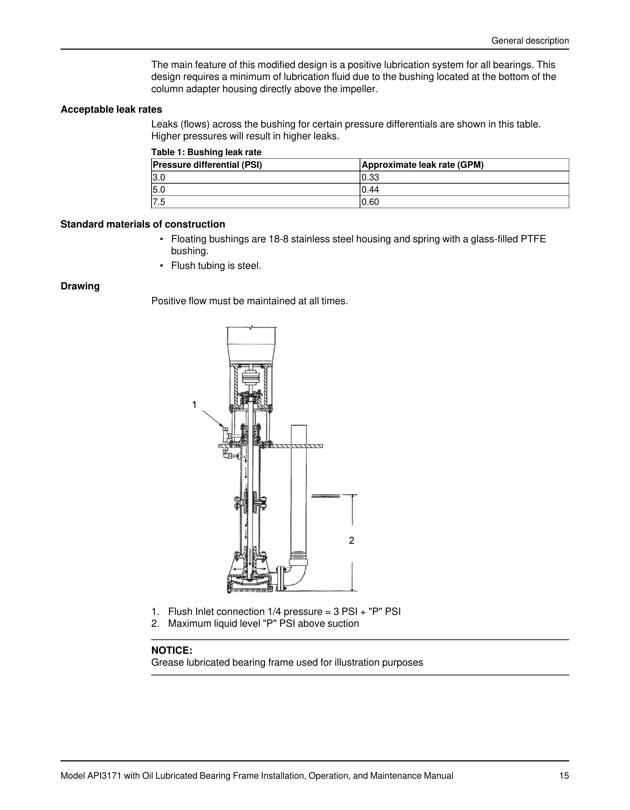 General description
The main feature of this modified design is a positive lubrication system for all bearings. This
design requires a minimum of lubrication fluid due to the bushing located at the bottom of the
column adapter housing directly above the impeller.
Acceptable leak rates
Leaks (flows) across the bushing for certain pressure differentials are shown in this table.
Higher pressures will result in higher leaks.
Table 1: Bushing leak rate
Pressure differential (PSI) Approximate leak rate (GPM)
3.0 0.33
5.0 0.44
7.5 0.60
Standard materials of construction
• Floating bushings are 18-8 stainless steel housing and spring with a glass-filled PTFE
bushing.
• Flush tubing is steel.
Drawing
Positive flow must be maintained at all times.
1
2
1. Flush Inlet connection 1/4 pressure = 3 PSI + "P" PSI
2. Maximum liquid level "P" PSI above suction
NOTICE:
Grease lubricated bearing frame used for illustration purposes
Model API3171 with Oil Lubricated Bearing Frame Installation, Operation, and Maintenance Manual 15